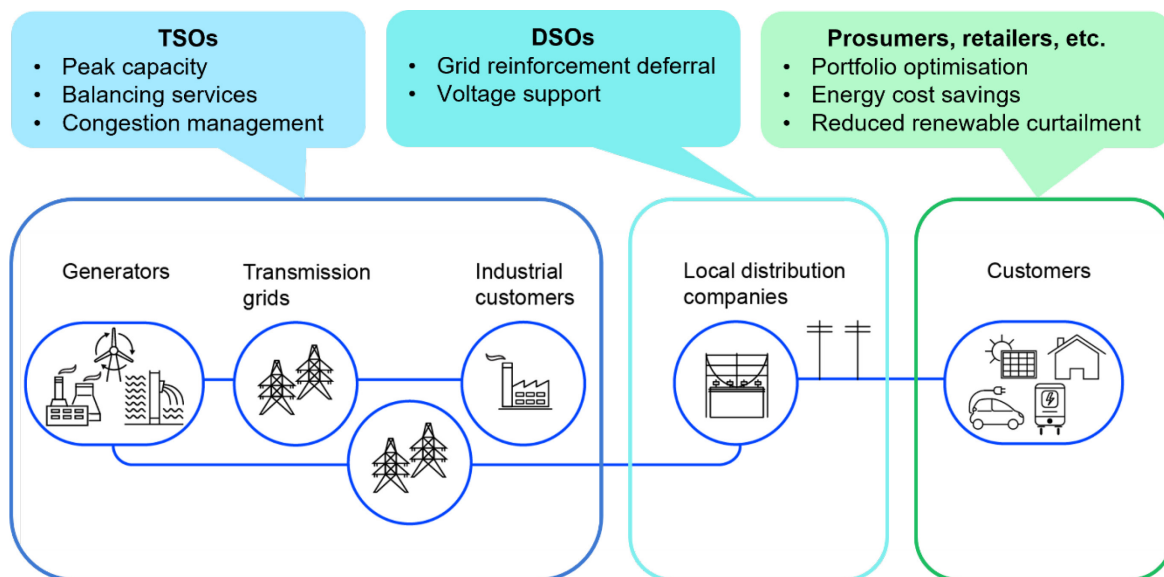 TSOs
• Peak capacity
• Balancing services
• Congestion management
DSOs
• Grid reinforcement deferral
• Voltage support
Prosumers, retailers, etc.
• Portfolio optimisation
• Energy cost savings
• Reduced renewable curtailment
Generators
Transmission
grids
Industrial
customers
Local distribution
companies
Customers